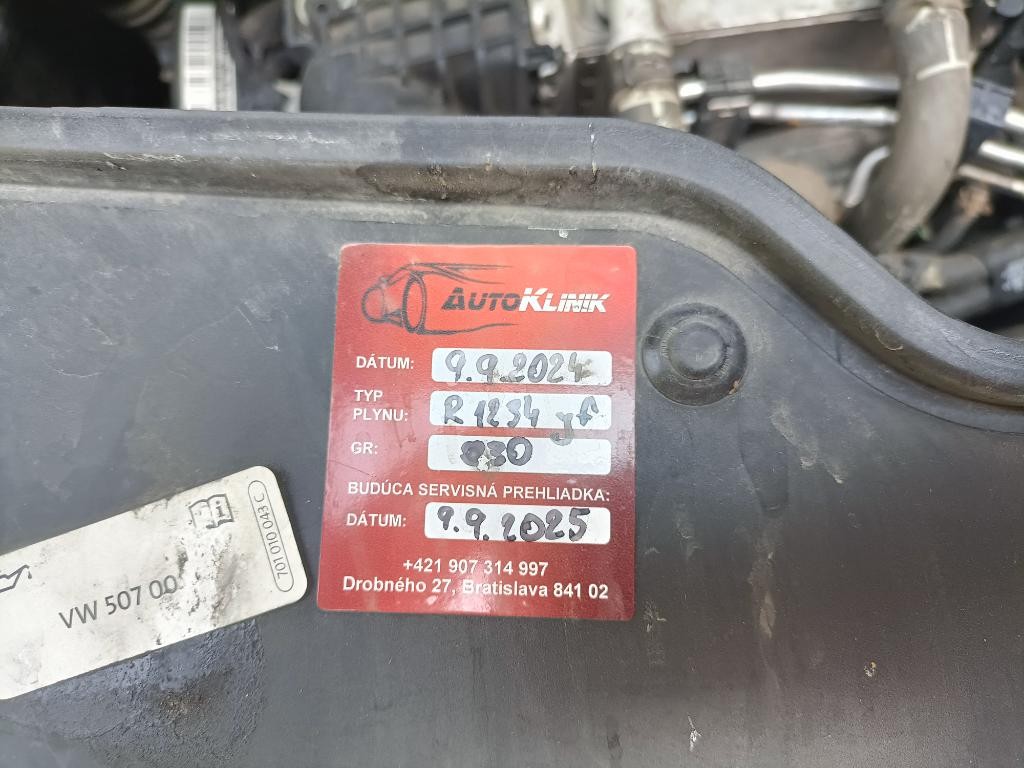 AUTOKLINIK
DÁTUM: 9.9.2024
TYP
PLYNU: R1234 yf
GR: 830
BUDÚCA SERVISNÁ PREHLIADKA:
DÁTUM: 9.9.2025
+421 907 314 997
Drobného 27, Bratislava 841 02
VW 507 00
701.010.043 C